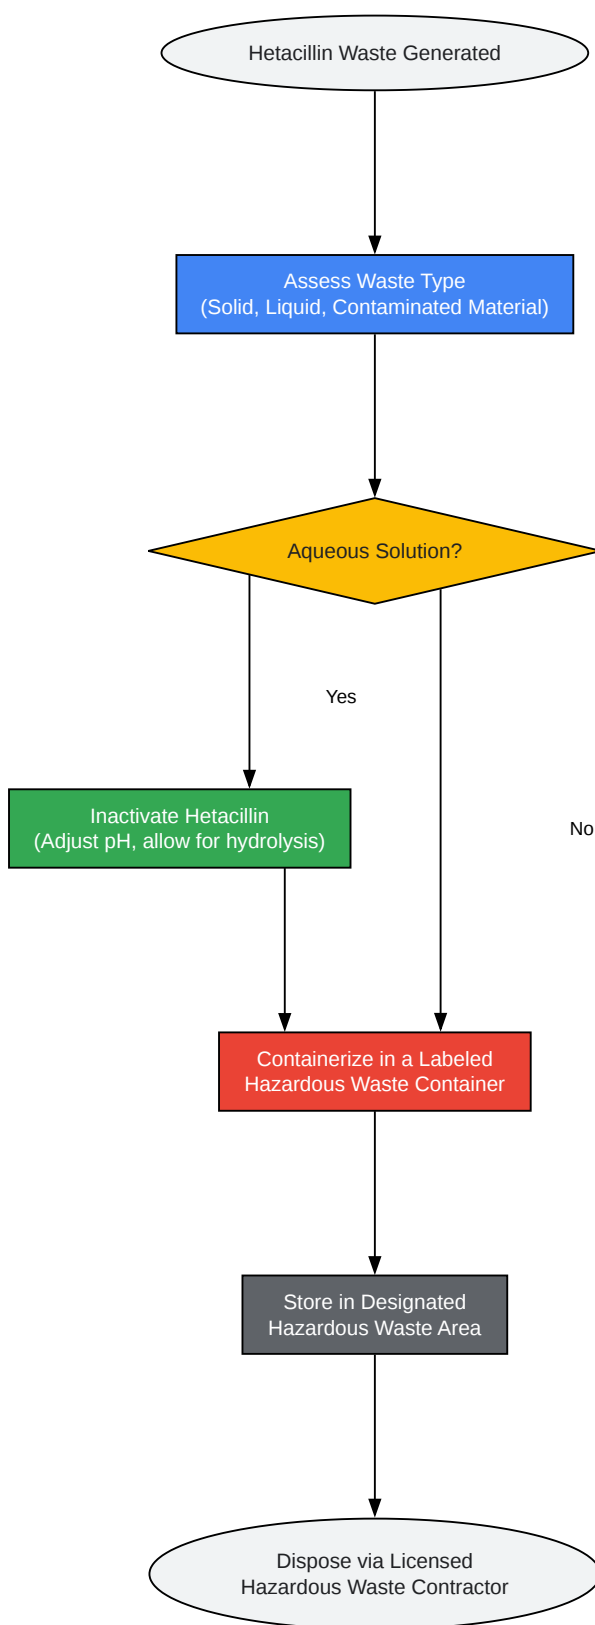 Hetacillin Waste Generated
Assess Waste Type
(Solid, Liquid, Contaminated Material)
Aqueous Solution?
Yes
Inactivate Hetacillin
(Adjust pH, allow for hydrolysis)
No
Containerize in a Labeled
Hazardous Waste Container
Store in Designated
Hazardous Waste Area
Dispose via Licensed
Hazardous Waste Contractor